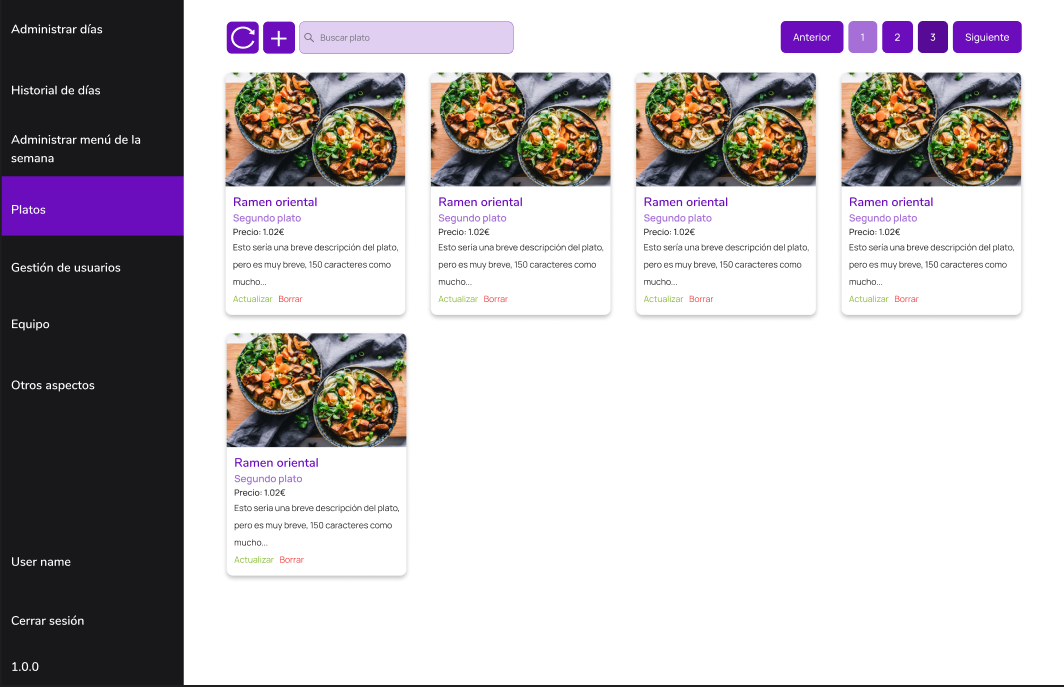 Administrar días
Historial de días
Administrar menú de la
semana
Platos
Gestión de usuarios
Equipo
Otros aspectos
User name
Cerrar sesión
1.0.0
Buscar plato
Anterior
1
2
3
Siguiente
Ramen oriental
Segundo plato
Precio: 1.02€
Esto sería una breve descripción del plato,
pero es muy breve, 150 caracteres como
mucho...
Actualizar Borrar
Ramen oriental
Segundo plato
Precio: 1.02€
Esto sería una breve descripción del plato,
pero es muy breve, 150 caracteres como
mucho...
Actualizar Borrar
Ramen oriental
Segundo plato
Precio: 1.02€
Esto sería una breve descripción del plato,
pero es muy breve, 150 caracteres como
mucho...
Actualizar Borrar
Ramen oriental
Segundo plato
Precio: 1.02€
Esto sería una breve descripción del plato,
pero es muy breve, 150 caracteres como
mucho...
Actualizar Borrar
Ramen oriental
Segundo plato
Precio: 1.02€
Esto sería una breve descripción del plato,
pero es muy breve, 150 caracteres como
mucho...
Actualizar Borrar